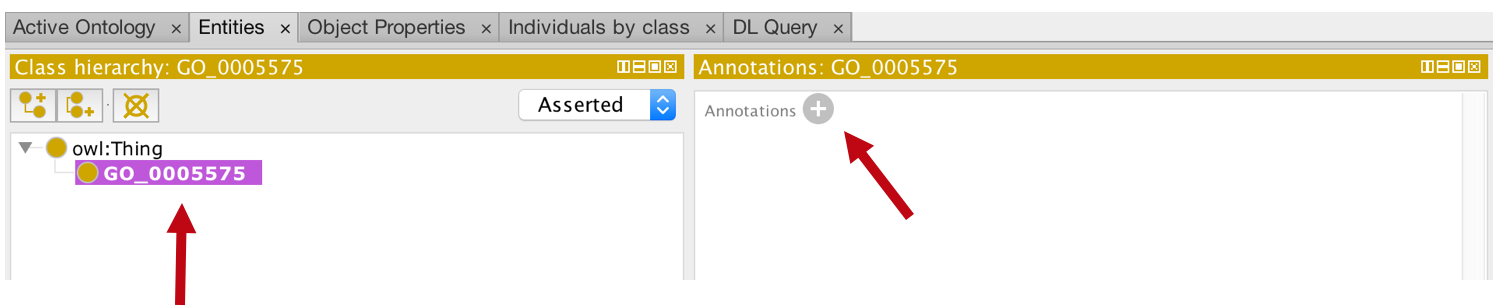 Active Ontology × Entities × Object Properties × Individuals by class × DL Query ×
Class hierarchy: GO_0005575
Annotations: GO_0005575
Asserted
Annotations
owl:Thing
GO_0005575